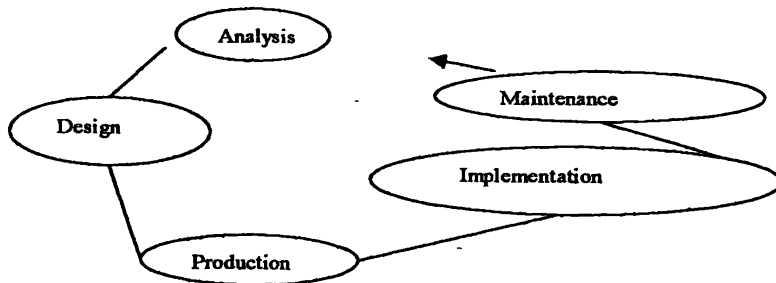 Analysis
Maintenance
Design
Implementation
Production